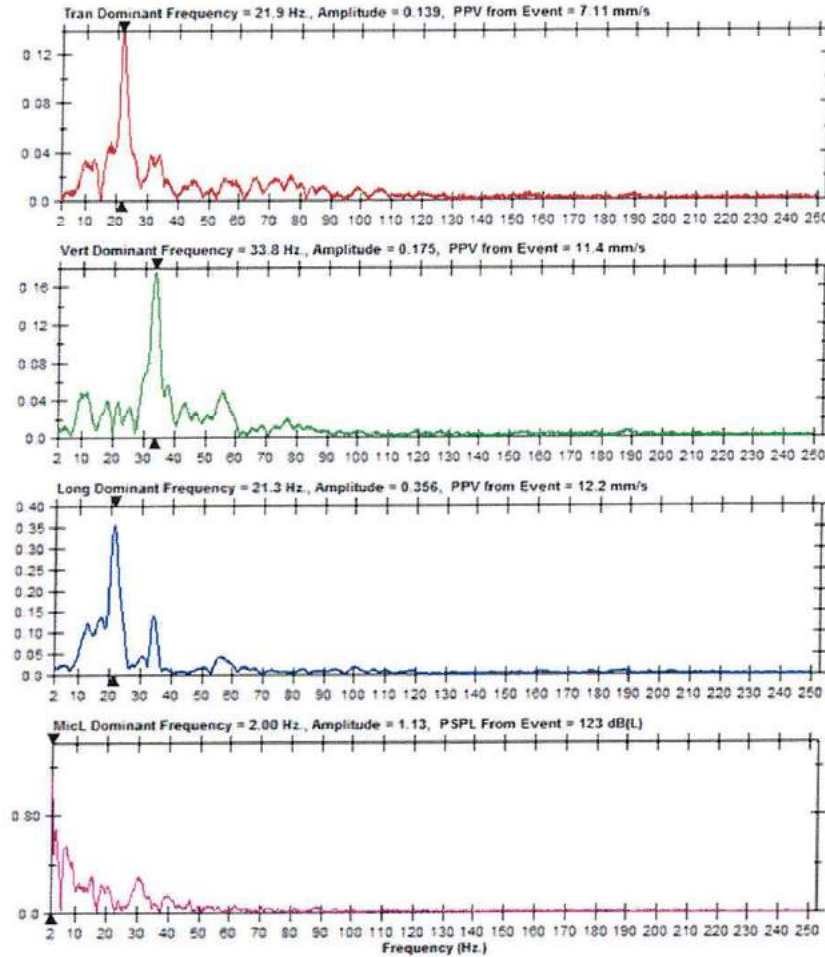 Tran Dominant Frequency = 21.9 Hz., Amplitude = 0.139, PPV from Event = 7.11 mm/s
0.12
0.08
0.04
0.0
2 10 20 30 40 50 60 70 80 90 100 110 120 130 140 150 160 170 180 190 200 210 220 230 240 250
Vert Dominant Frequency = 33.8 Hz., Amplitude = 0.175, PPV from Event = 11.4 mm/s
0.16
0.12
0.08
0.04
0.0
2 10 20 30 40 50 60 70 80 90 100 110 120 130 140 150 160 170 180 190 200 210 220 230 240 250
Long Dominant Frequency = 21.3 Hz., Amplitude = 0.356, PPV from Event = 12.2 mm/s
0.40
0.35
0.30
0.25
0.20
0.15
0.10
0.05
0.0
2 10 20 30 40 50 60 70 80 90 100 110 120 130 140 150 160 170 180 190 200 210 220 230 240 250
MicL Dominant Frequency = 2.00 Hz., Amplitude = 1.13, PSPL From Event = 123 dB(L)
0.80
0.0
2 10 20 30 40 50 60 70 80 90 100 110 120 130 140 150 160 170 180 190 200 210 220 230 240 250
Frequency (Hz.)